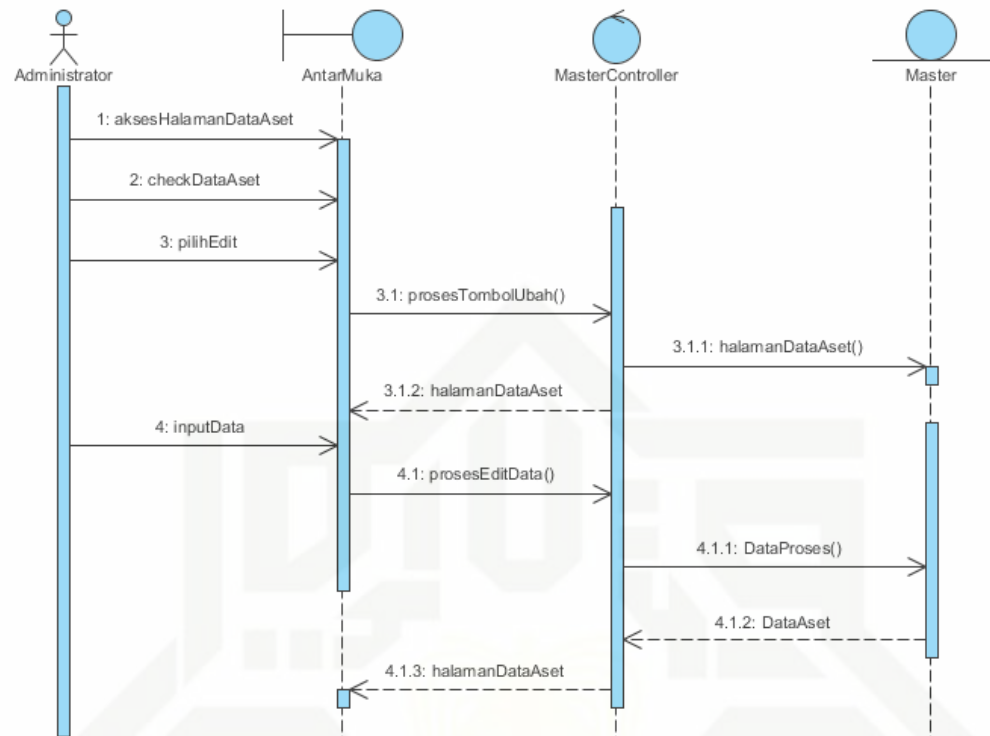 Administrator
AntarMuka
MasterController
Master
1: aksesHalamanDataAset
2: checkDataAset
3: pilihEdit
3.1: prosesTombolUbah()
3.1.1: halamanDataAset()
3.1.2: halamanDataAset
4: inputData
4.1: prosesEditData()
4.1.1: DataProses()
4.1.2: DataAset
4.1.3: halamanDataAset